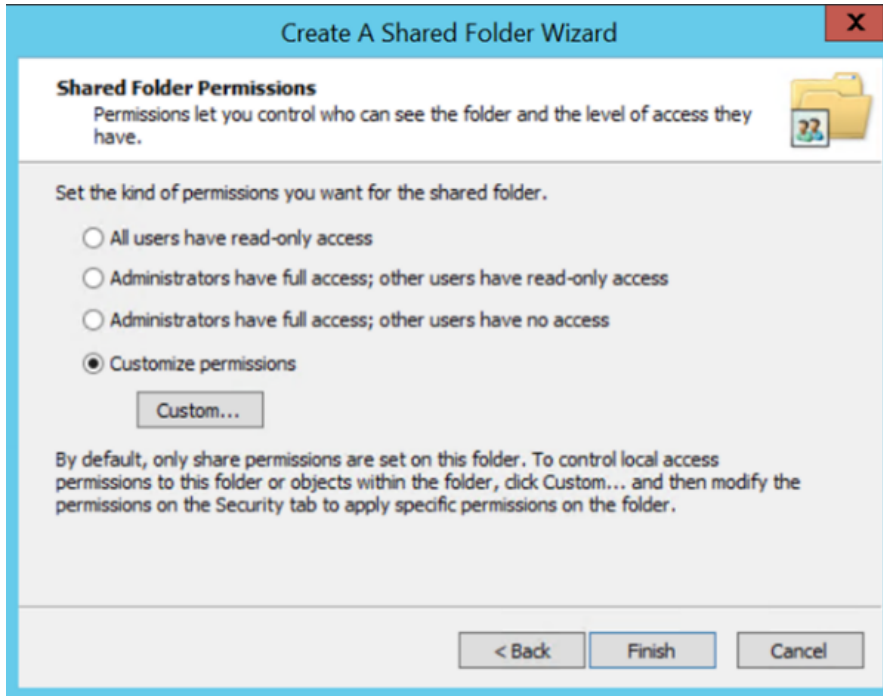 Create A Shared Folder Wizard
X
Shared Folder Permissions
Permissions let you control who can see the folder and the level of access they
have.
Set the kind of permissions you want for the shared folder.
All users have read-only access
Administrators have full access; other users have read-only access
Administrators have full access; other users have no access
Customize permissions
Custom...
By default, only share permissions are set on this folder. To control local access
permissions to this folder or objects within the folder, click Custom... and then modify the
permissions on the Security tab to apply specific permissions on the folder.
< Back Finish Cancel